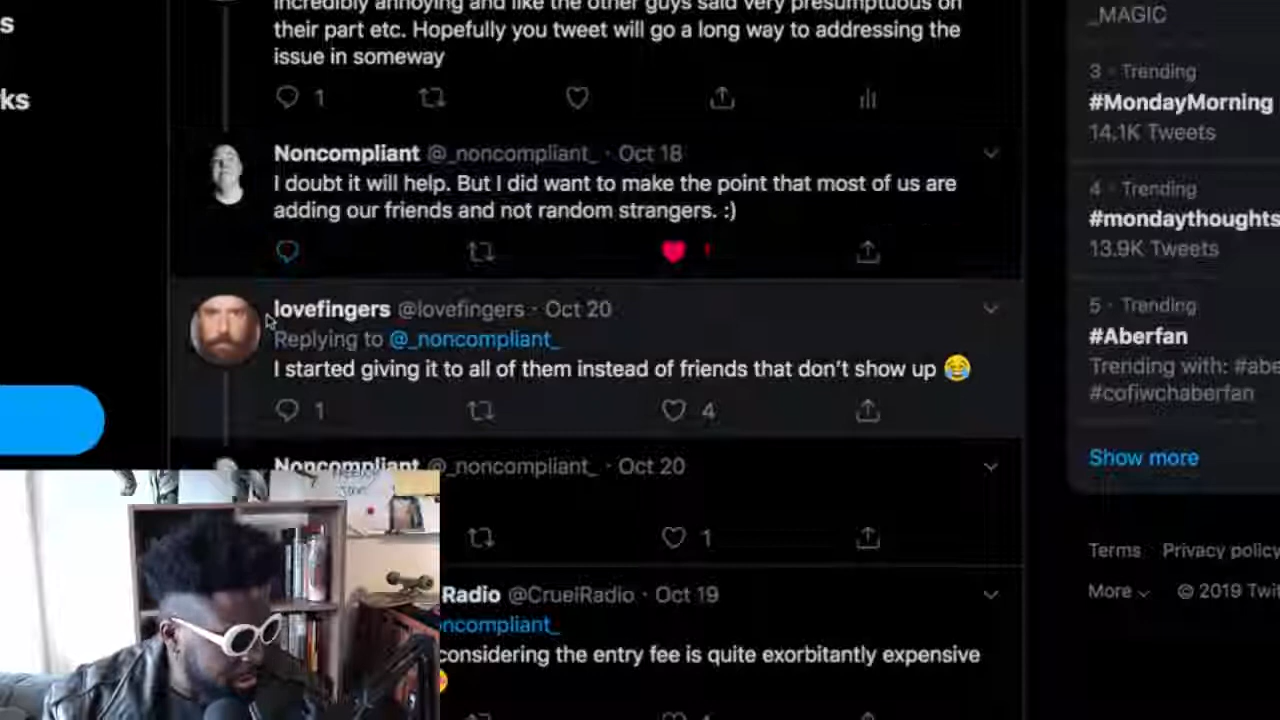 incredibly annoying and like the other guys said very presumptuous on
their part etc. Hopefully you tweet will go a long way to addressing the
issue in someway
1
Noncompliant @_noncompliant_ · Oct 18
I doubt it will help. But I did want to make the point that most of us are
adding our friends and not random strangers. :)
lovefingers @lovefingers · Oct 20
Replying to @_noncompliant_
I started giving it to all of them instead of friends that don't show up 😂
1 4
Noncompliant @_noncompliant_ · Oct 20
1
Radio @CruelRadio · Oct 19
oncompliant_
considering the entry fee is quite exorbitantly expensive
s
ks
_MAGIC
3 · Trending
#MondayMorning
14.1K Tweets
4 · Trending
#mondaythoughts
13.9K Tweets
5 · Trending
#Aberfan
Trending with: #abe
#cofiwchaberfan
Show more
Terms Privacy policy
More © 2019 Twit